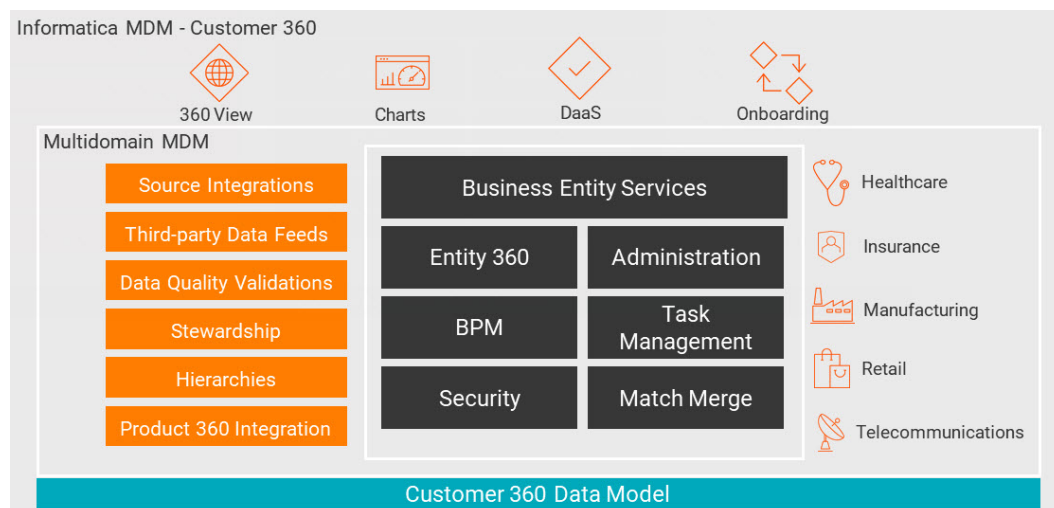 Informatica MDM - Customer 360
360 View
Charts
DaaS
Onboarding
Multidomain MDM
Source Integrations
Third-party Data Feeds
Data Quality Validations
Stewardship
Hierarchies
Product 360 Integration
Business Entity Services
Entity 360
Administration
BPM
Task
Management
Security
Match Merge
Healthcare
Insurance
Manufacturing
Retail
Telecommunications
Customer 360 Data Model